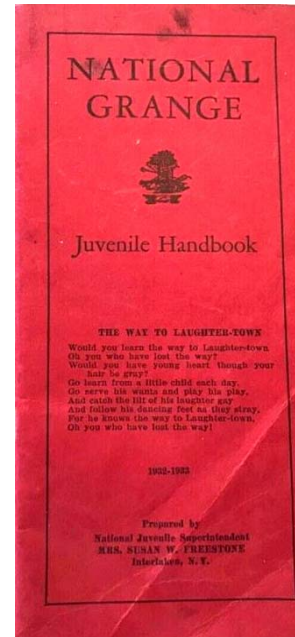 NATIONAL
GRANGE
Juvenile Handbook
THE WAY TO LAUGHTER-TOWN
Would you learn the way to Laughter-town
Oh you who have lost the way?
Would you have young heart though your
hair be gray?
Go learn from a little child each day.
Go serve his wants and play his play,
And catch the lilt of his laughter gay
And follow his dancing feet as they stray,
For he knows the way to Laughter-town,
Oh you who have lost the way!
1932-1933
Prepared by
National Juvenile Superintendent
MRS. SUSAN W. FREESTONE
Interlaken, N. Y.